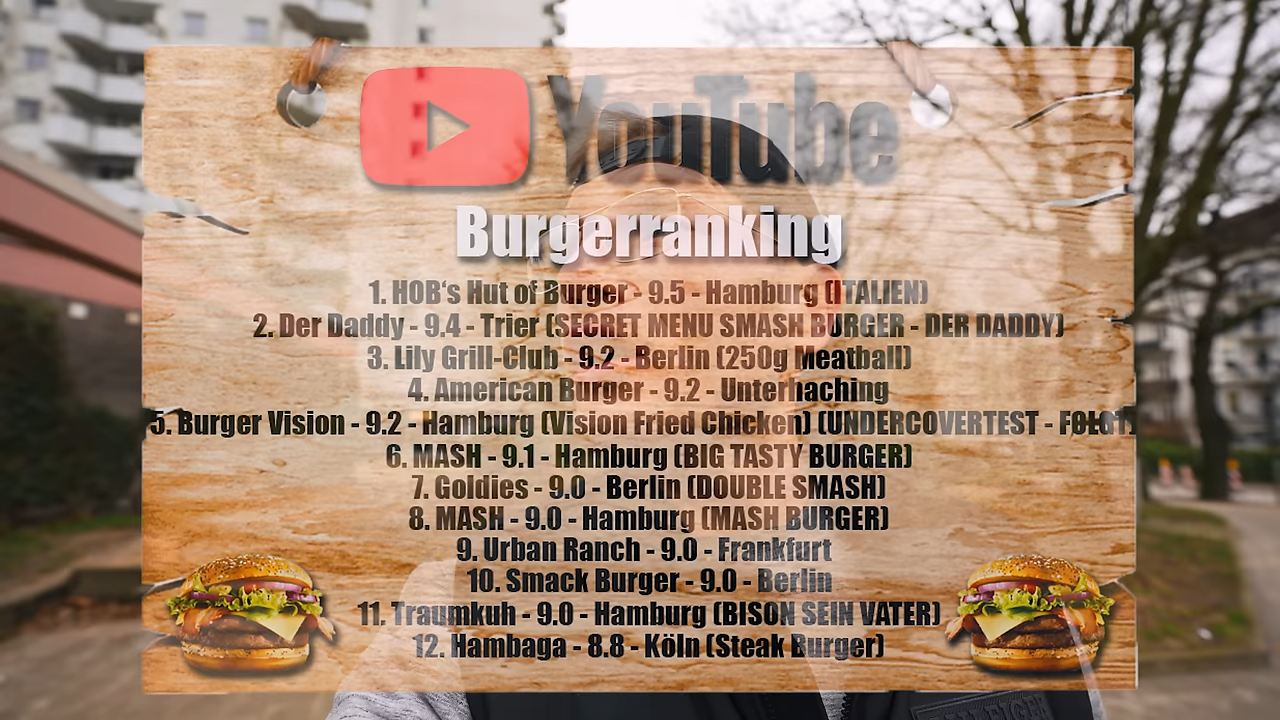 YouTube
Burgerranking
1. HOB's Hut of Burger - 9.5 - Hamburg (ITALIEN)
2. Der Daddy - 9.4 - Trier (SECRET MENU SMASH BURGER - DER DADDY)
3. Lily Grill-Club - 9.2 - Berlin (250g Meatball)
4. American Burger - 9.2 - Unterhaching
5. Burger Vision - 9.2 - Hamburg (Vision Fried Chicken) (UNDERCOVERTEST - FOLGT)
6. MASH - 9.1 - Hamburg (BIG TASTY BURGER)
7. Goldies - 9.0 - Berlin (DOUBLE SMASH)
8. MASH - 9.0 - Hamburg (MASH BURGER)
9. Urban Ranch - 9.0 - Frankfurt
10. Smack Burger - 9.0 - Berlin
11. Traumkuh - 9.0 - Hamburg (BISON SEIN VATER)
12. Hambaga - 8.8 - Köln (Steak Burger)